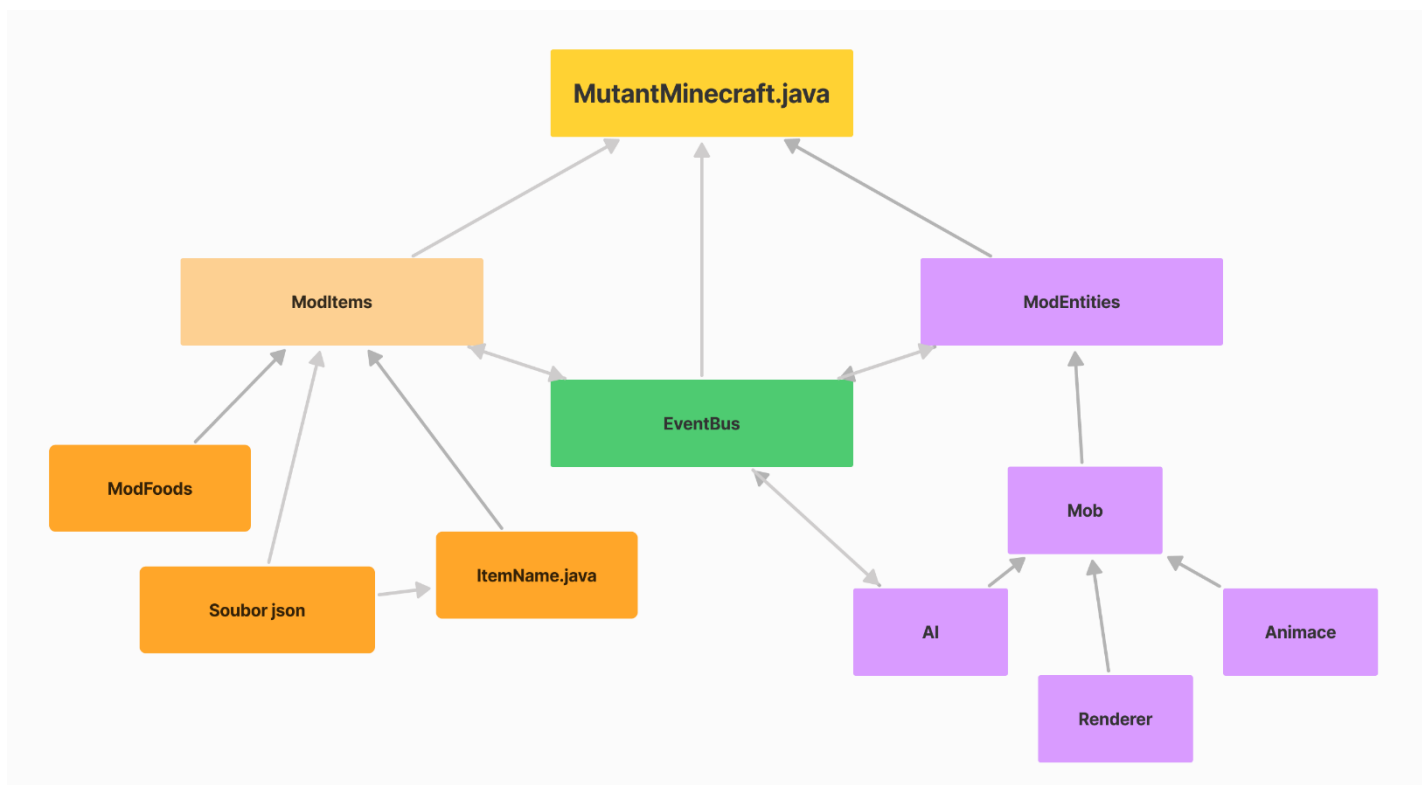 MutantMinecraft.java
ModItems
ModEntities
EventBus
ModFoods
Mob
ItemName.java
Soubor json
AI
Animace
Renderer